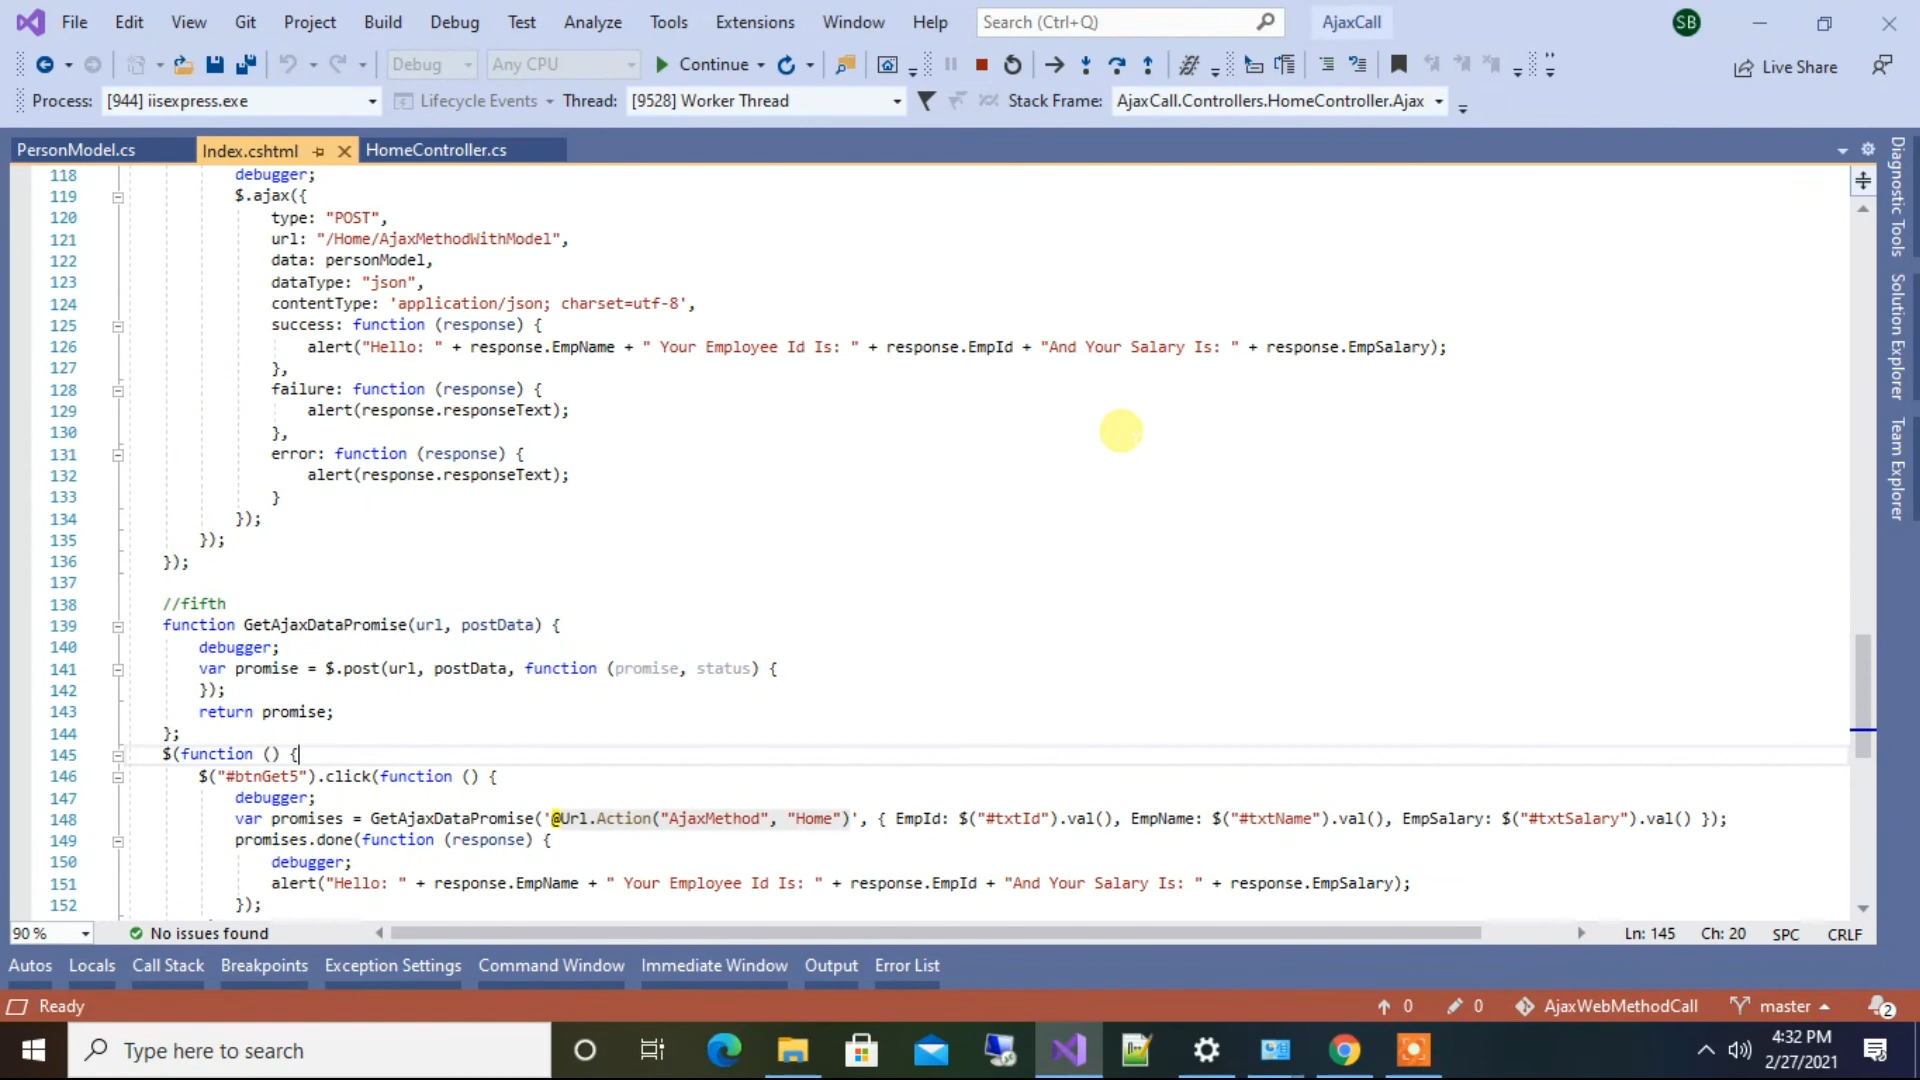 File Edit View Git Project Build Debug Test Analyze Tools Extensions Window Help Search (Ctrl+Q) AjaxCall SB
Debug Any CPU Continue Live Share
Process: [944] iisexpress.exe Lifecycle Events Thread: [9528] Worker Thread Stack Frame: AjaxCall.Controllers.HomeController.Ajax
PersonModel.cs Index.cshtml HomeController.cs
118 debugger;
119 $.ajax({
120 type: "POST",
121 url: "/Home/AjaxMethodWithModel",
122 data: personModel,
123 dataType: "json",
124 contentType: 'application/json; charset=utf-8',
125 success: function (response) {
126 alert("Hello: " + response.EmpName + " Your Employee Id Is: " + response.EmpId + "And Your Salary Is: " + response.EmpSalary);
127 },
128 failure: function (response) {
129 alert(response.responseText);
130 },
131 error: function (response) {
132 alert(response.responseText);
133 }
134 });
135 });
136 });
137
138 //fifth
139 function GetAjaxDataPromise(url, postData) {
140 debugger;
141 var promise = $.post(url, postData, function (promise, status) {
142 });
143 return promise;
144 };
145 $(function () {
146 $("#btnGet5").click(function () {
147 debugger;
148 var promises = GetAjaxDataPromise('@Url.Action("AjaxMethod", "Home")', { EmpId: $("#txtId").val(), EmpName: $("#txtName").val(), EmpSalary: $("#txtSalary").val() });
149 promises.done(function (response) {
150 debugger;
151 alert("Hello: " + response.EmpName + " Your Employee Id Is: " + response.EmpId + "And Your Salary Is: " + response.EmpSalary);
152 });
Diagnostic Tools
Solution Explorer
Team Explorer
90 % No issues found Ln: 145 Ch: 20 SPC CRLF
Autos Locals Call Stack Breakpoints Exception Settings Command Window Immediate Window Output Error List
Ready 0 0 AjaxWebMethodCall master 2
Type here to search 4:32 PM
2/27/2021